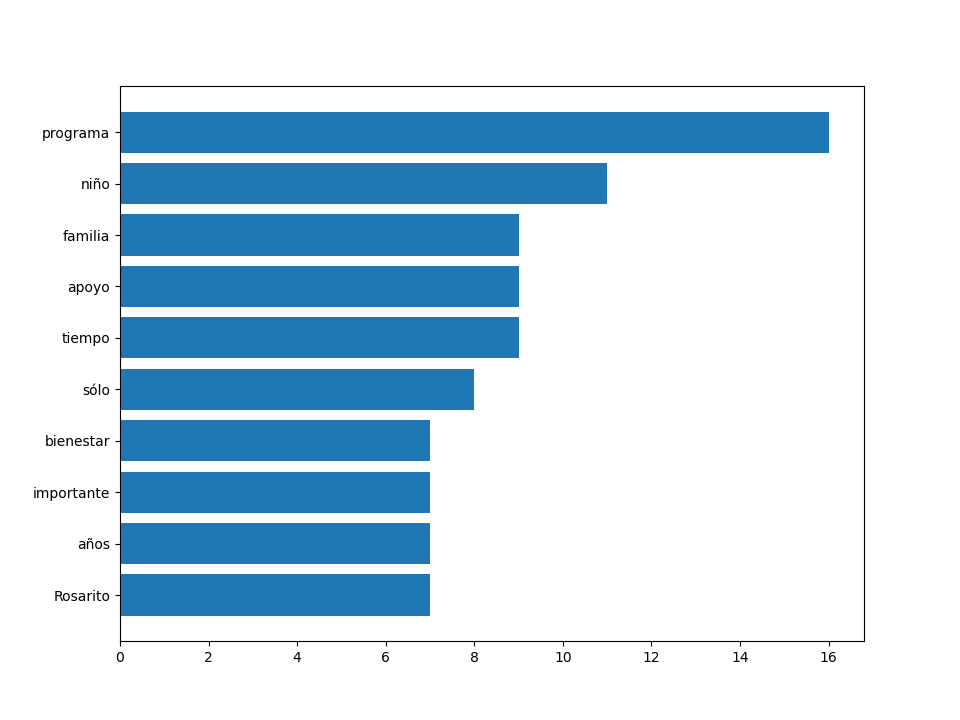 programa
niño
familia
apoyo
tiempo
sólo
bienestar
importante
años
Rosarito
0 2 4 6 8 10 12 14 16